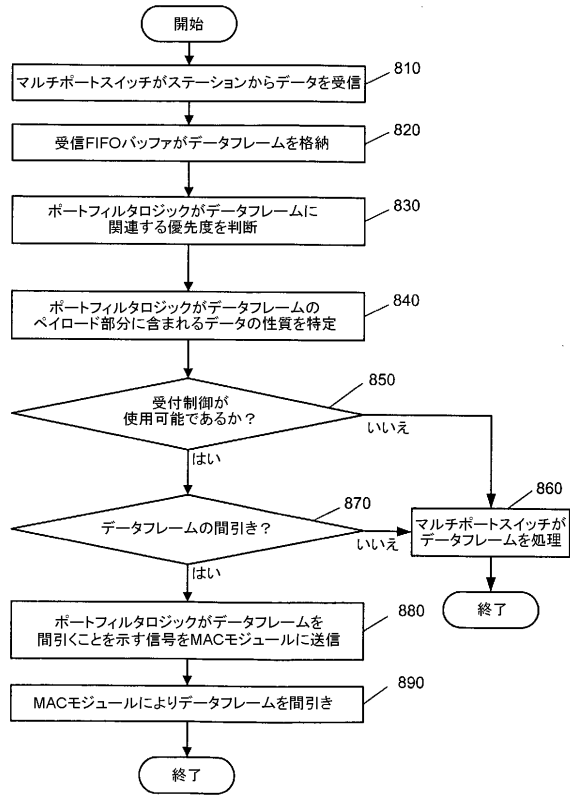 開始
マルチポートスイッチがステーションからデータを受信
810
受信FIFOバッファがデータフレームを格納
820
ポートフィルタロジックがデータフレームに
関連する優先度を判断
830
ポートフィルタロジックがデータフレームの
ペイロード部分に含まれるデータの性質を特定
840
受付制御が
使用可能であるか?
850
いいえ
はい
データフレームの間引き?
870
いいえ
はい
860
マルチポートスイッチが
データフレームを処理
終了
ポートフィルタロジックがデータフレームを
間引くことを示す信号をMACモジュールに送信
880
MACモジュールによりデータフレームを間引き
890
終了